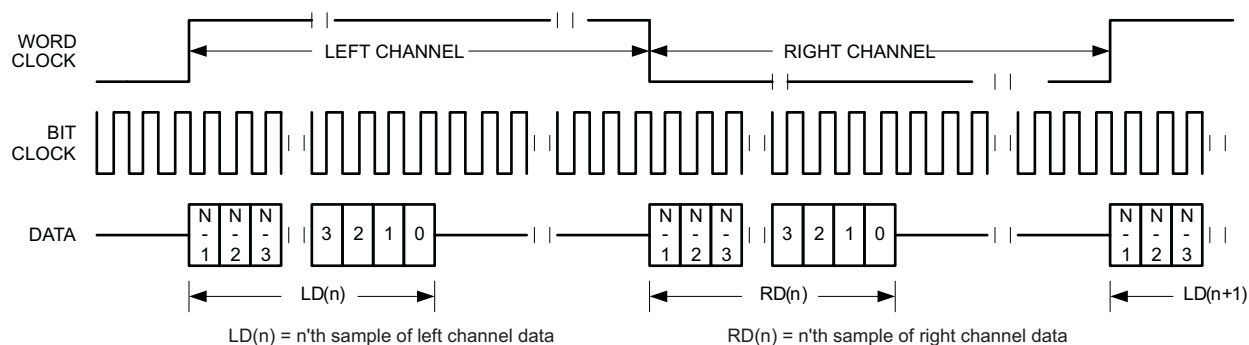 WORD
CLOCK
LEFT CHANNEL
RIGHT CHANNEL
BIT
CLOCK
DATA
N
-
1
N
-
2
N
-
3
3 2 1 0
N
-
1
N
-
2
N
-
3
3 2 1 0
N
-
1
N
-
2
N
-
3
LD(n)
RD(n)
LD(n+1)
LD(n) = n'th sample of left channel data
RD(n) = n'th sample of right channel data